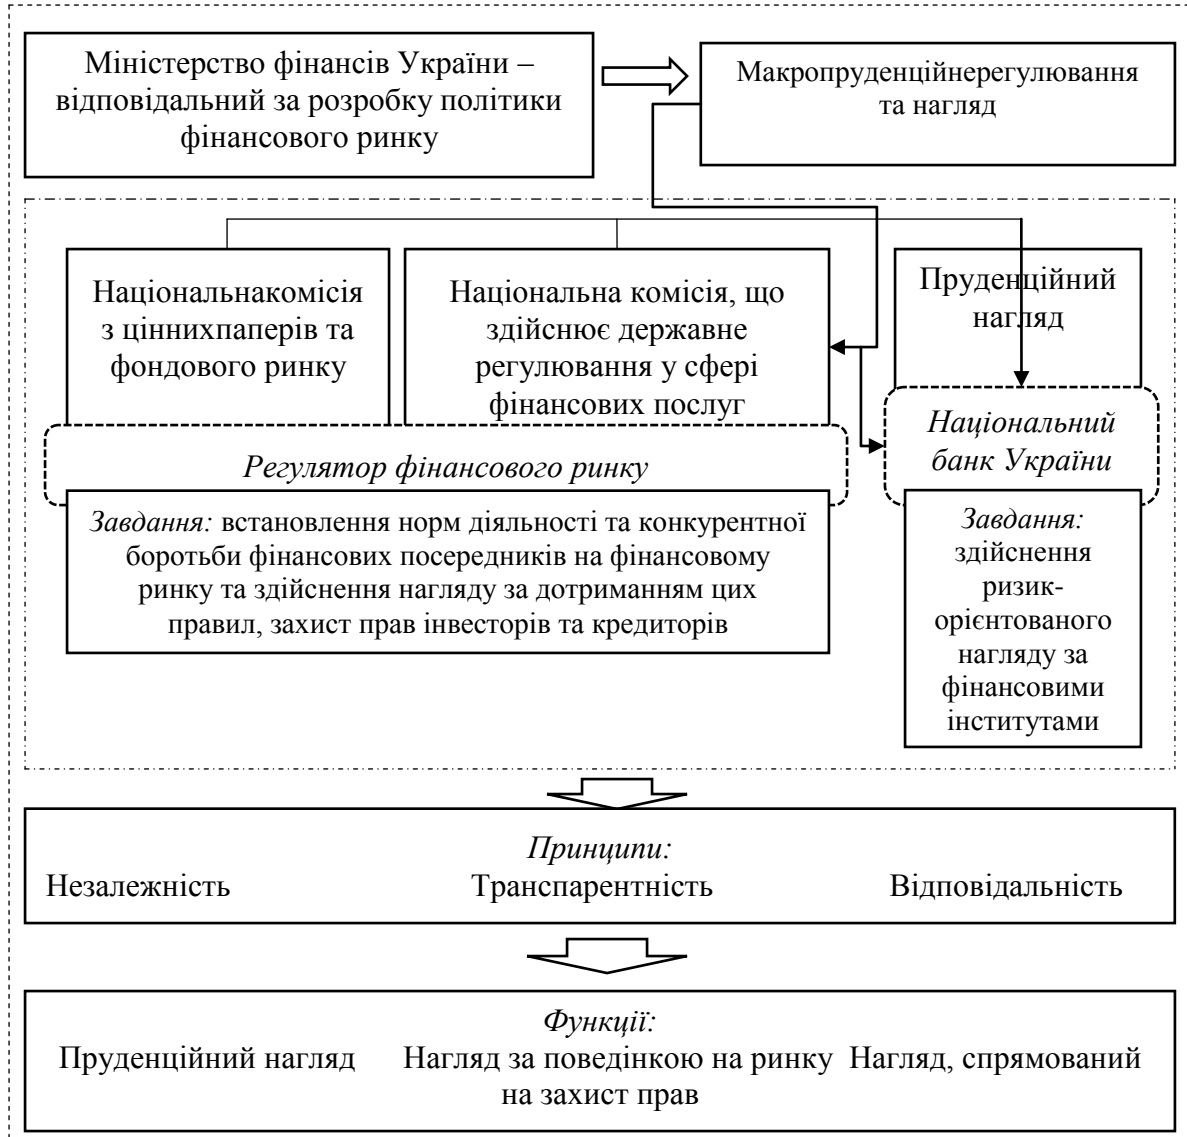 Міністерство фінансів України –
відповідальний за розробку політики
фінансового ринку
Макропруденційнерегулювання
та нагляд
Національнакомісія
з ціннихпаперів та
фондового ринку
Національна комісія, що
здійснює державне
регулювання у сфері
фінансових послуг
Пруденційний
нагляд
Регулятор фінансового ринку
Національний
банк України
Завдання: встановлення норм діяльності та конкурентної
боротьби фінансових посередників на фінансовому
ринку та здійснення нагляду за дотриманням цих
правил, захист прав інвесторів та кредиторів
Завдання:
здійснення
ризик-
орієнтованого
нагляду за
фінансовими
інститутами
Принципи:
Незалежність Транспарентність Відповідальність
Функції:
Пруденційний нагляд Нагляд за поведінкою на ринку Нагляд, спрямований
на захист прав